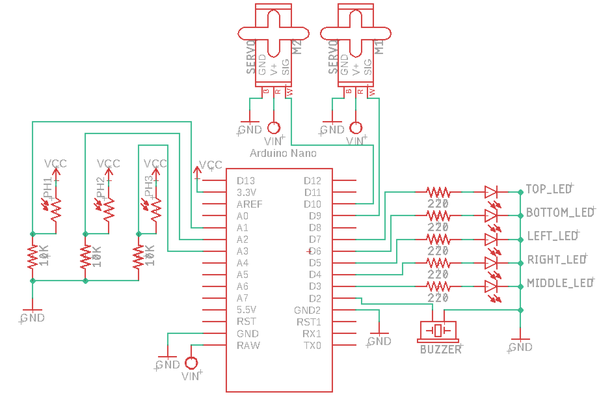 SERVO M2
SERVO M1
GND V+ SIG
GND V+ SIG
B R W
B R W
GND
VIN
GND
VIN
Arduino Nano
VCC
VCC
VCC
VCC
PH1
PH2
PH3
10K
10K
10K
GND
D13
3.3V
AREF
A0
A1
A2
A3
A4
A5
A6
A7
5.5V
RST
GND
RAW
D12
D11
D10
D9
D8
D7
D6
D5
D4
D3
D2
GND2
RST1
RX1
TX0
GND
VIN
220
220
220
220
220
TOP_LED
BOTTOM_LED
LEFT_LED
RIGHT_LED
MIDDLE_LED
GND
BUZZER
GND